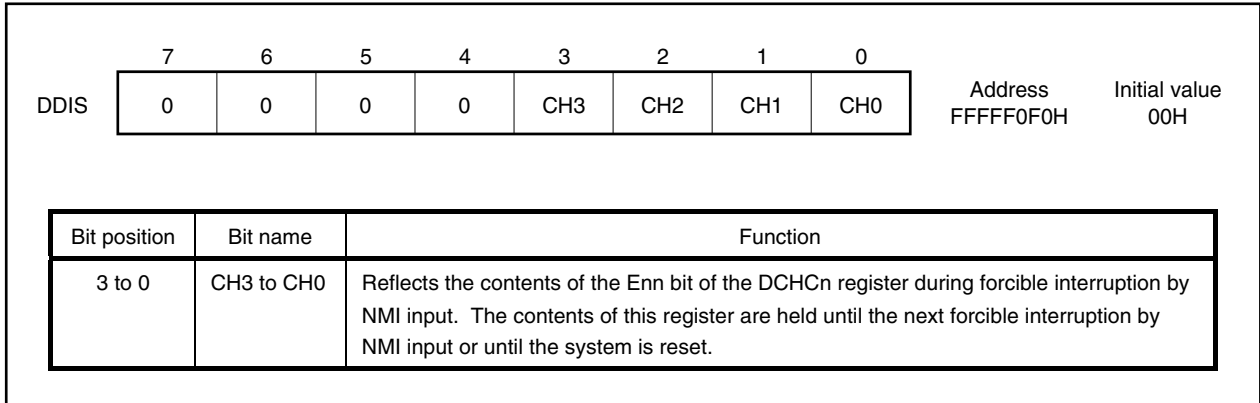 7 6 5 4 3 2 1 0
DDIS 0 0 0 0 CH3 CH2 CH1 CH0 Address Initial value
FFFFF0F0H 00H
Bit position Bit name Function
3 to 0 CH3 to CH0 Reflects the contents of the Enn bit of the DCHCn register during forcible interruption by
NMI input. The contents of this register are held until the next forcible interruption by
NMI input or until the system is reset.